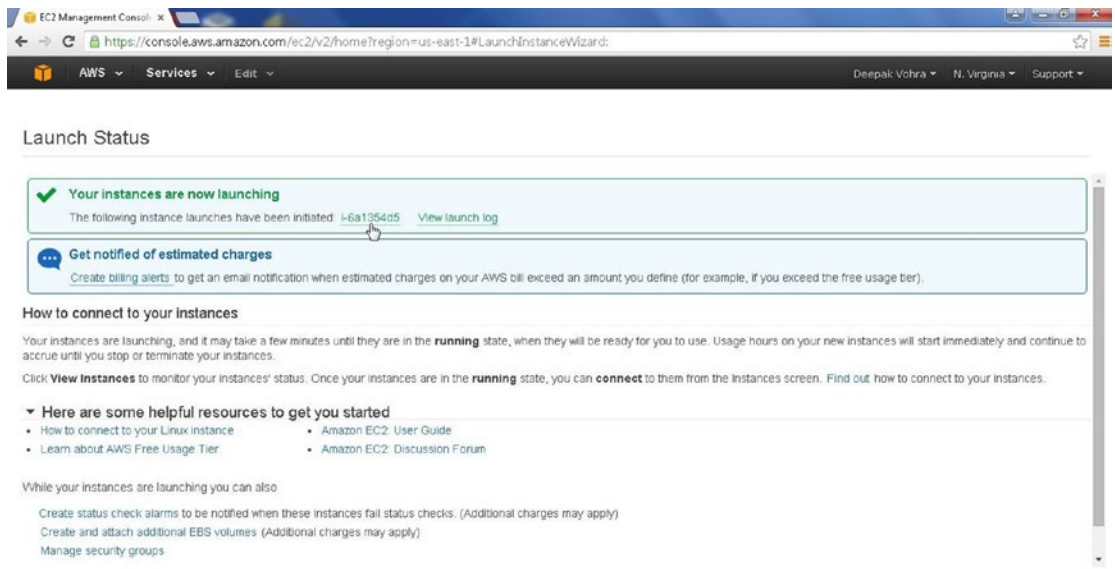 EC2 Management Consol
https://console.aws.amazon.com/ec2/v2/home?region=us-east-1#LaunchInstanceWizard:
AWS Services Edit Deepak Vohra N. Virginia Support
Launch Status
Your instances are now launching
The following instance launches have been initiated: i-6a1354d5 View launch log
Get notified of estimated charges
Create billing alerts to get an email notification when estimated charges on your AWS bill exceed an amount you define (for example, if you exceed the free usage tier).
How to connect to your instances
Your instances are launching, and it may take a few minutes until they are in the running state, when they will be ready for you to use. Usage hours on your new instances will start immediately and continue to
accrue until you stop or terminate your instances.
Click View Instances to monitor your instances' status. Once your instances are in the running state, you can connect to them from the Instances screen. Find out how to connect to your instances.
Here are some helpful resources to get you started
• How to connect to your Linux instance • Amazon EC2: User Guide
• Learn about AWS Free Usage Tier • Amazon EC2: Discussion Forum
While your instances are launching you can also
Create status check alarms to be notified when these instances fail status checks. (Additional charges may apply)
Create and attach additional EBS volumes (Additional charges may apply)
Manage security groups